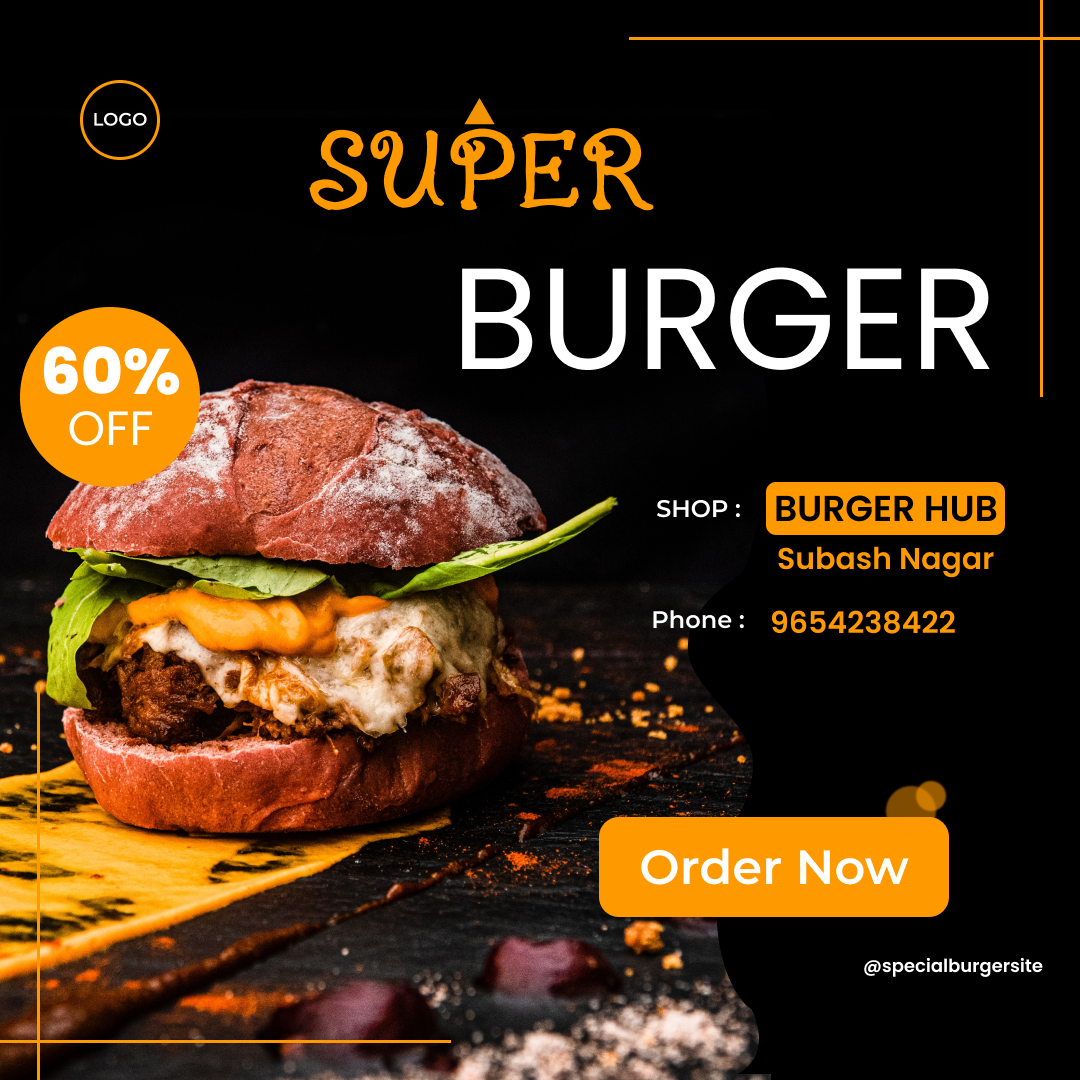 LOGO
SUPER
BURGER
60%
OFF
SHOP : BURGER HUB
Subash Nagar
Phone : 9654238422
Order Now
@specialburgersite